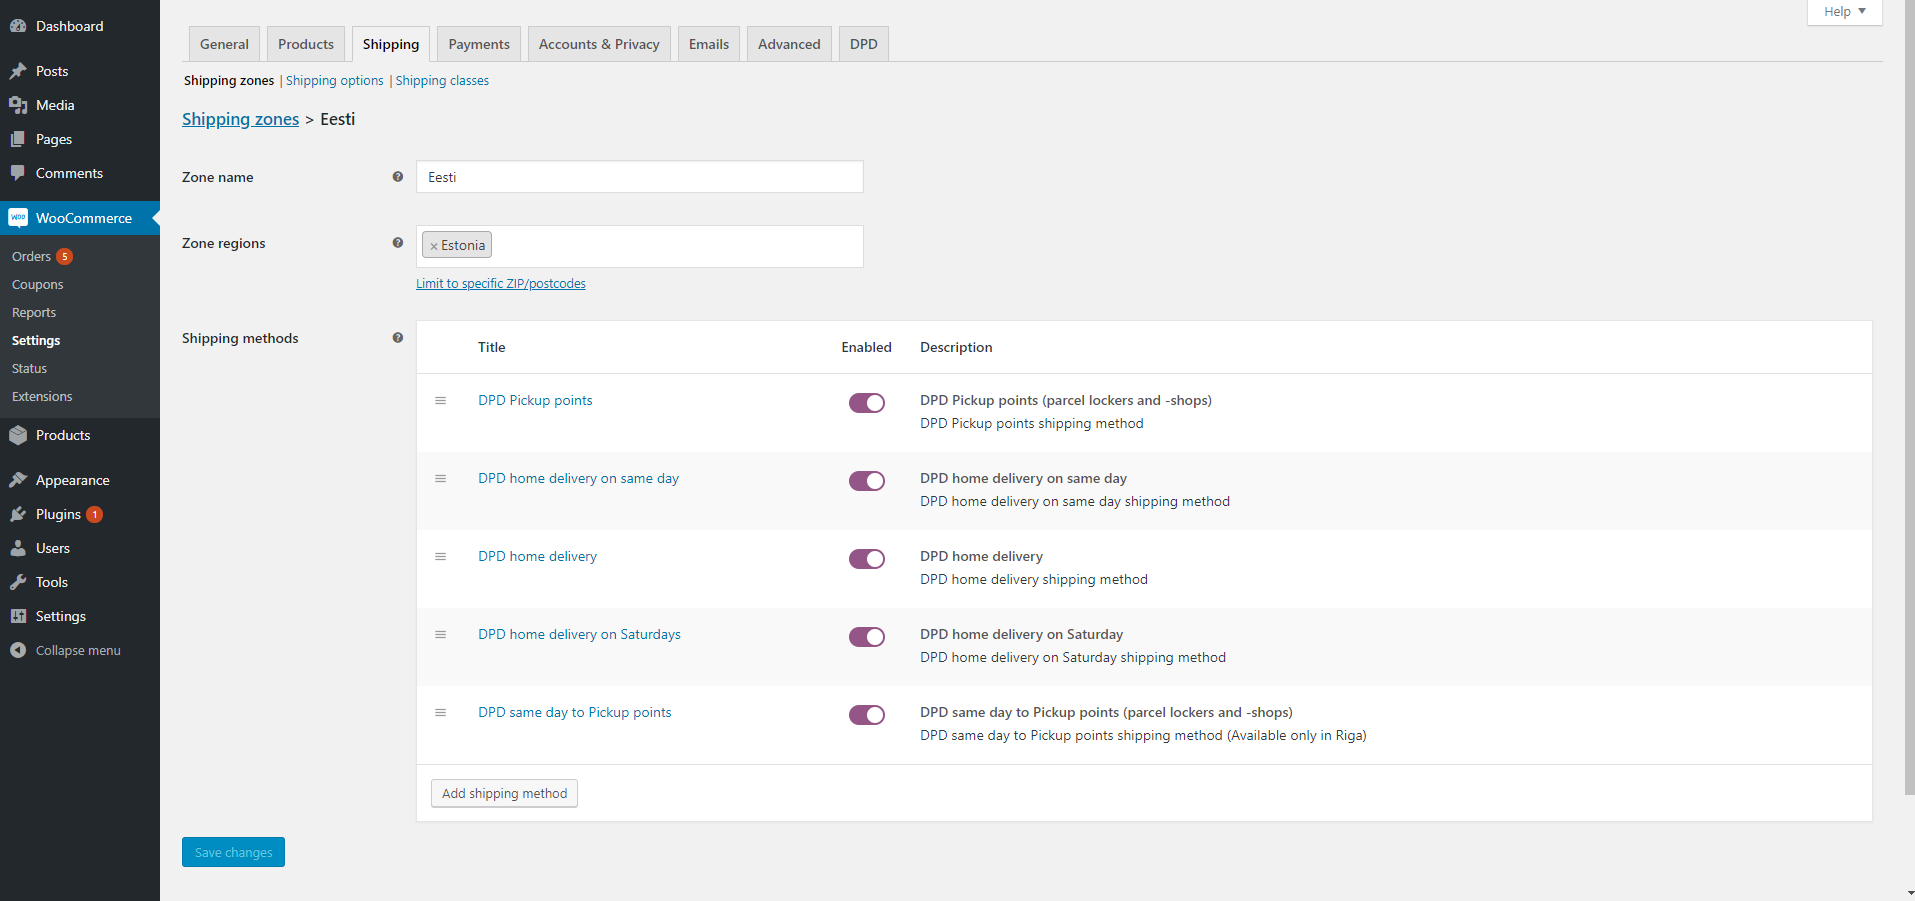 Dashboard
Posts
Media
Pages
Comments
WOO WooCommerce
Orders 5
Coupons
Reports
Settings
Status
Extensions
Products
Appearance
Plugins 1
Users
Tools
Settings
Collapse menu
Help
General Products Shipping Payments Accounts & Privacy Emails Advanced DPD
Shipping zones | Shipping options | Shipping classes
Shipping zones > Eesti
Zone name ? Eesti
Zone regions ? × Estonia
Limit to specific ZIP/postcodes
Shipping methods ?
Title Enabled Description
DPD Pickup points DPD Pickup points (parcel lockers and -shops)
DPD Pickup points shipping method
DPD home delivery on same day DPD home delivery on same day
DPD home delivery on same day shipping method
DPD home delivery DPD home delivery
DPD home delivery shipping method
DPD home delivery on Saturdays DPD home delivery on Saturday
DPD home delivery on Saturday shipping method
DPD same day to Pickup points DPD same day to Pickup points (parcel lockers and -shops)
DPD same day to Pickup points shipping method (Available only in Riga)
Add shipping method
Save changes